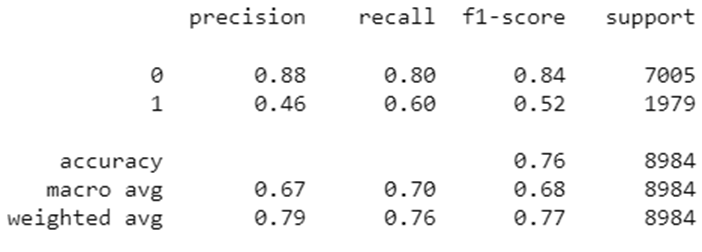 precision recall f1-score support
0 0.88 0.80 0.84 7005
1 0.46 0.60 0.52 1979
accuracy 0.76 8984
macro avg 0.67 0.70 0.68 8984
weighted avg 0.79 0.76 0.77 8984